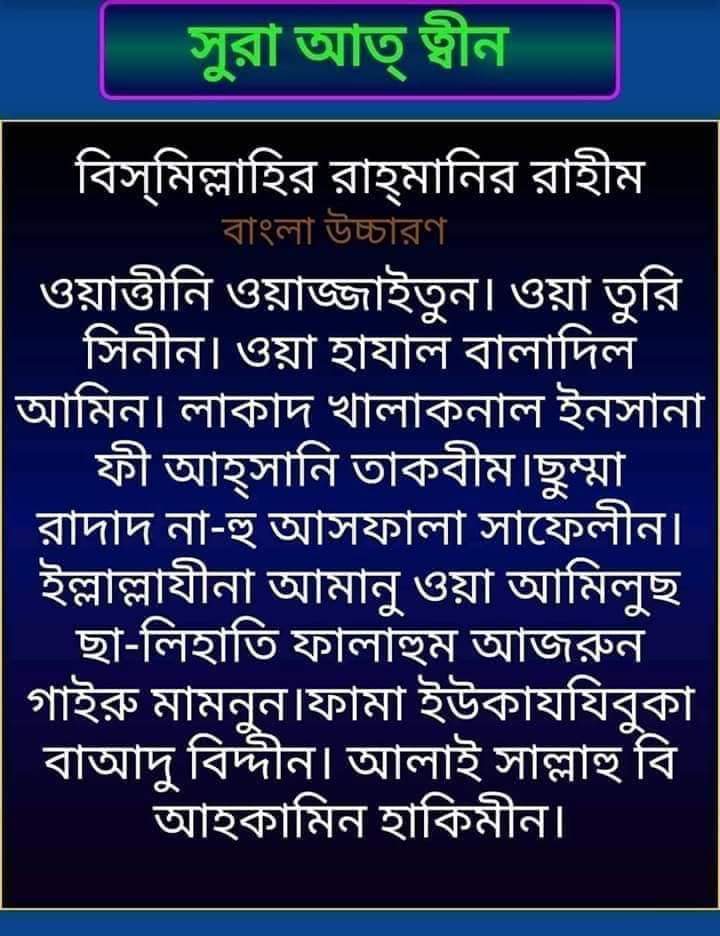 সুরা আত্ ত্বীন
বিস্‌মিল্লাহির রাহ্‌মানির রাহীম
বাংলা উচ্চারণ
ওয়াত্তীনি ওয়াজ্জাইতুন। ওয়া তুরি
সিনীন। ওয়া হাযাল বালাদিল
আমিন। লাকাদ খালাকনাল ইনসানা
ফী আহ্‌সানি তাকবীম।ছুম্মা
রাদাদ না-হু আসফালা সাফেলীন।
ইল্লাল্লাযীনা আমানু ওয়া আমিলুছ
ছা-লিহাতি ফালাহুম আজরুন
গাইরু মামনুন।ফামা ইউকাযযিবুকা
বাআদু বিদ্দীন। আলাই সাল্লাহু বি
আহকামিন হাকিমীন।